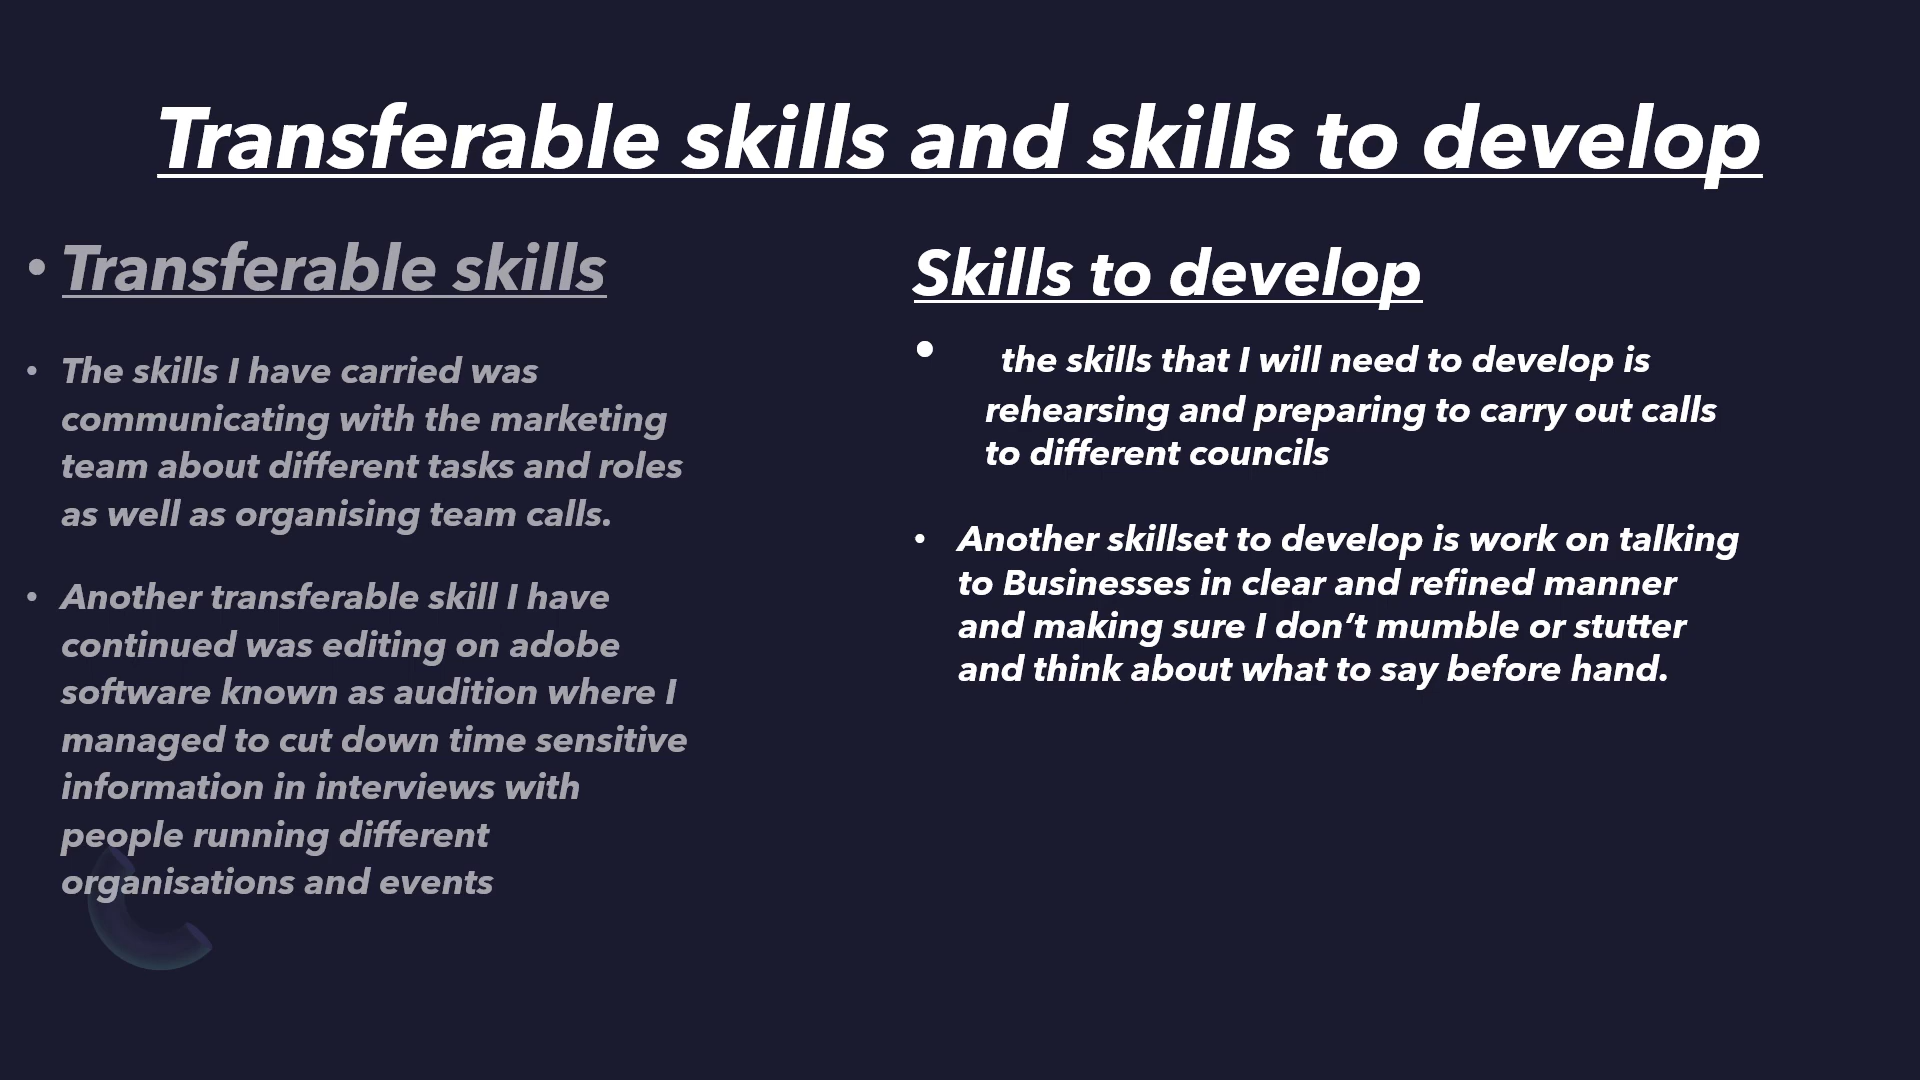 Transferable skills and skills to develop
• Transferable skills
• The skills I have carried was
communicating with the marketing
team about different tasks and roles
as well as organising team calls.
• Another transferable skill I have
continued was editing on adobe
software known as audition where I
managed to cut down time sensitive
information in interviews with
people running different
organisations and events
Skills to develop
• the skills that I will need to develop is
rehearsing and preparing to carry out calls
to different councils
• Another skillset to develop is work on talking
to Businesses in clear and refined manner
and making sure I don’t mumble or stutter
and think about what to say before hand.